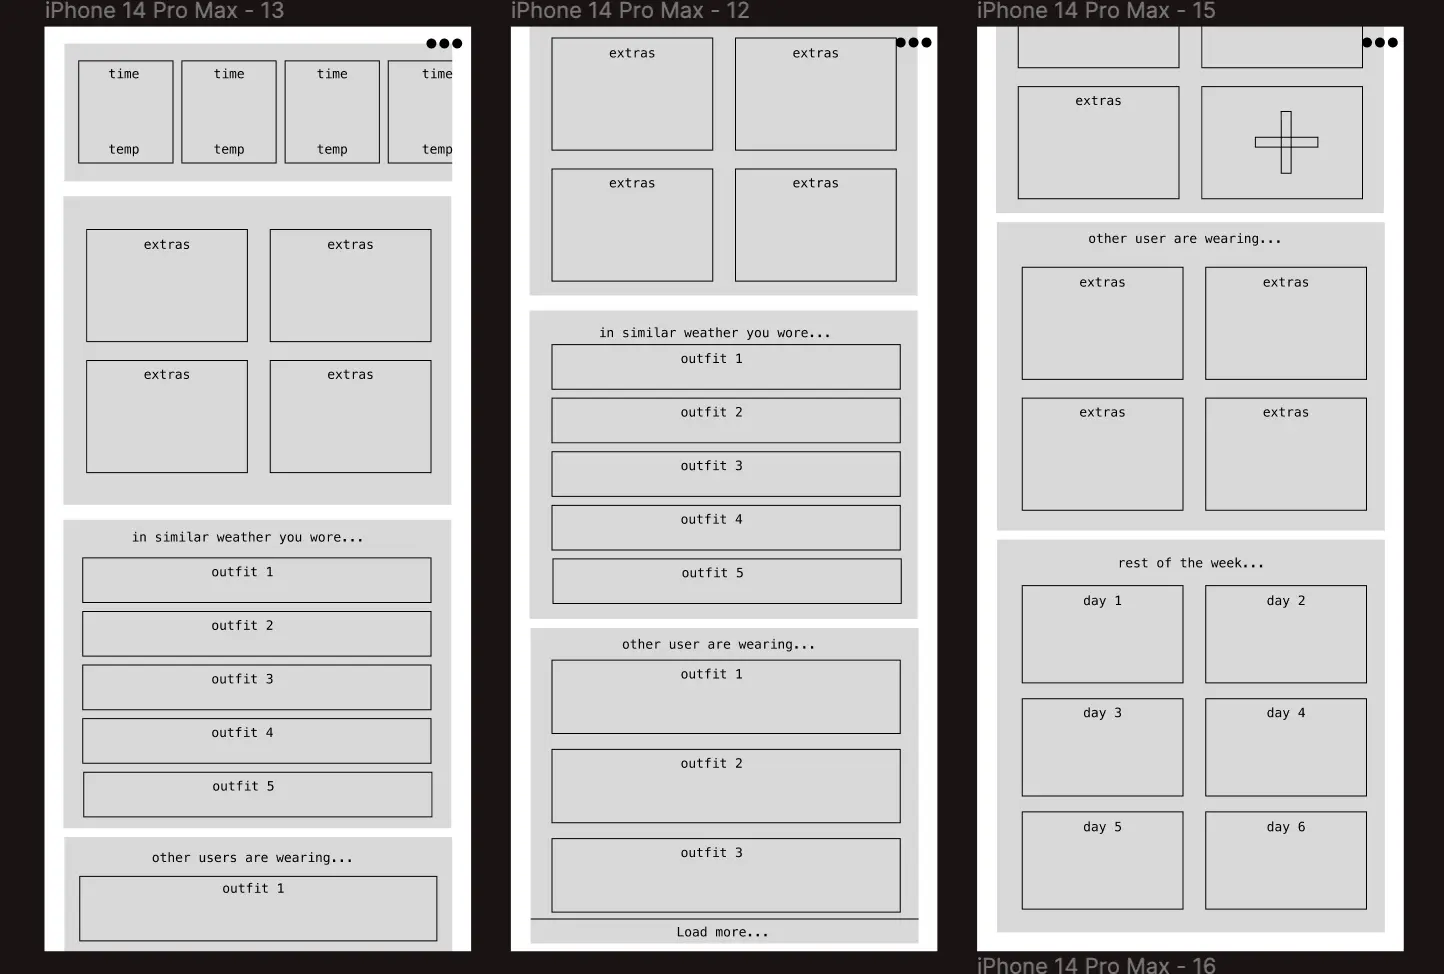 iPhone 14 Pro Max - 13
time time time time
temp temp temp temp
extras extras
extras extras
in similar weather you wore...
outfit 1
outfit 2
outfit 3
outfit 4
outfit 5
other users are wearing...
outfit 1
iPhone 14 Pro Max - 12
extras extras
extras extras
in similar weather you wore...
outfit 1
outfit 2
outfit 3
outfit 4
outfit 5
other user are wearing...
outfit 1
outfit 2
outfit 3
Load more...
iPhone 14 Pro Max - 15
extras
other user are wearing...
extras extras
extras extras
rest of the week...
day 1 day 2
day 3 day 4
day 5 day 6
iPhone 14 Pro Max - 16